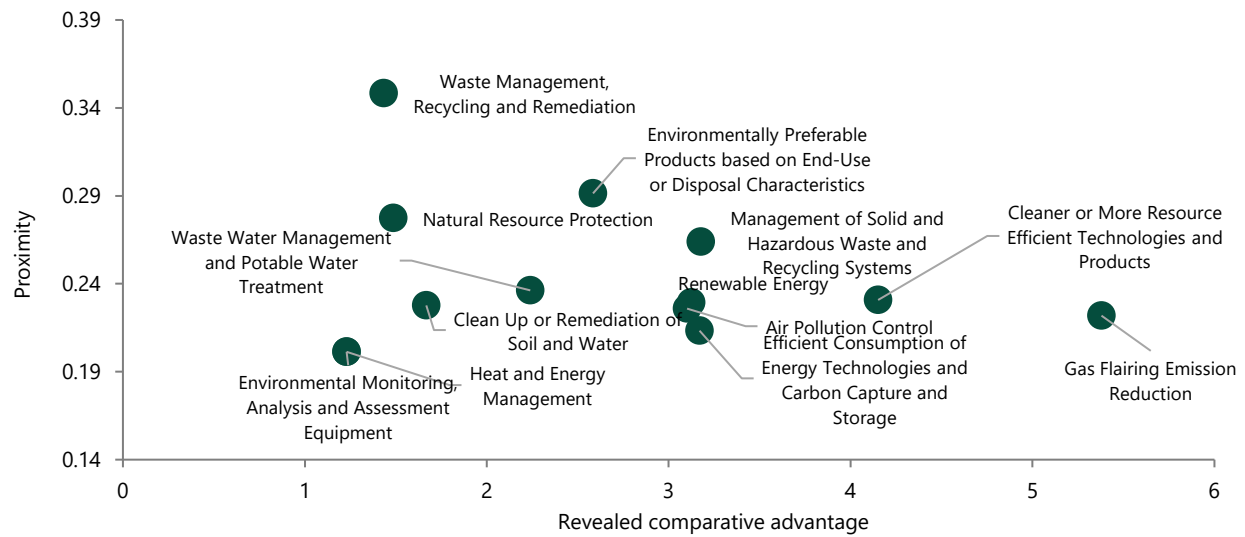 0.39
0.34
0.29
0.24
0.19
0.14
Proximity
Waste Management,
Recycling and Remediation
Environmentally Preferable
Products based on End-Use
or Disposal Characteristics
Natural Resource Protection
Management of Solid and
Hazardous Waste and
Recycling Systems
Cleaner or More Resource
Efficient Technologies and
Products
Waste Water Management
and Potable Water
Treatment
Renewable Energy
Clean Up or Remediation of
Soil and Water
Air Pollution Control
Efficient Consumption of
Energy Technologies and
Carbon Capture and
Storage
Gas Flairing Emission
Reduction
Environmental Monitoring,
Analysis and Assessment
Equipment
Heat and Energy
Management
0
1
2
3
4
5
6
Revealed comparative advantage